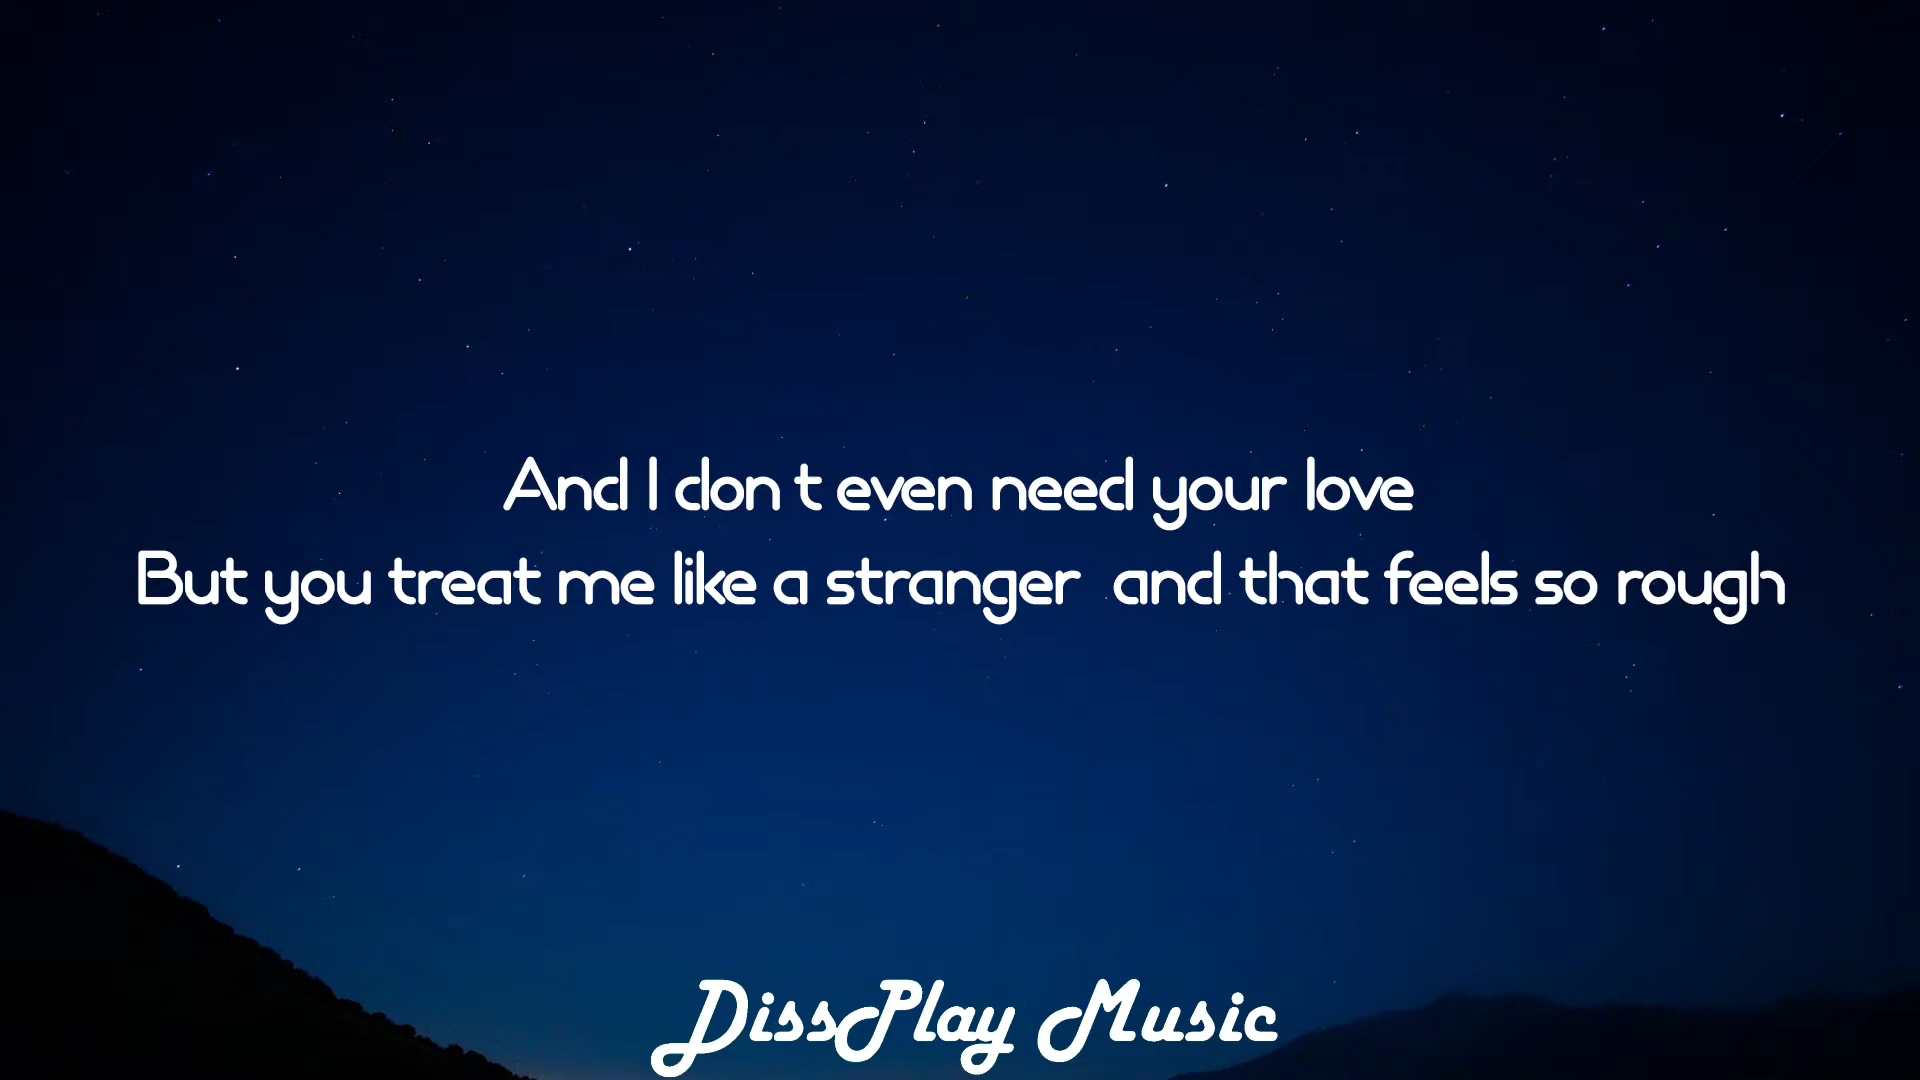 And I don t even need your love
But you treat me like a stranger  and that feels so rough
DissPlay Music